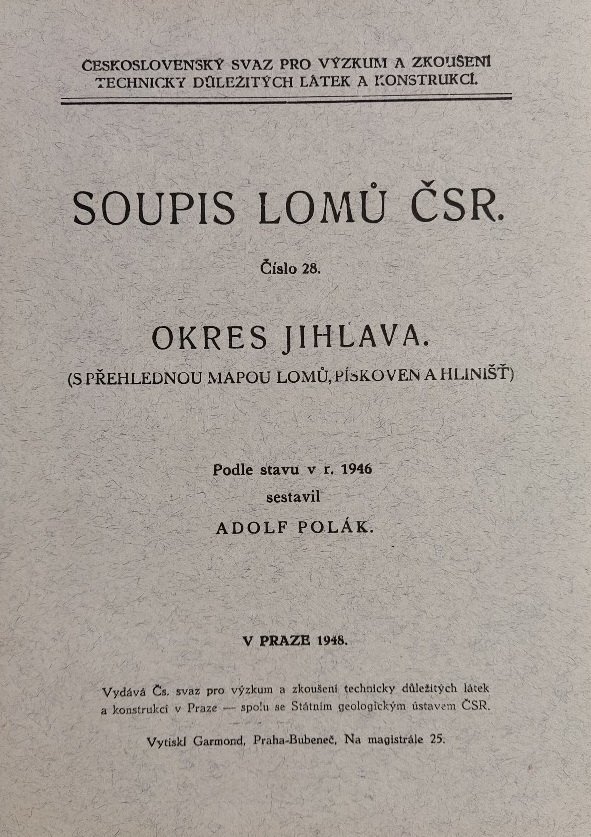 ČESKOSLOVENSKÝ SVAZ PRO VÝZKUM A ZKOUŠENÍ
TECHNICKY DŮLEŽITÝCH LÁTEK A KONSTRUKCÍ.
SOUPIS LOMŮ ČSR.
Číslo 28.
OKRES JIHLAVA.
(S PŘEHLEDNOU MAPOU LOMŮ, PÍSKOVEN A HLINIŠŤ)
Podle stavu v r. 1946
sestavil
ADOLF POLÁK.
V PRAZE 1948.
Vydává Čs. svaz pro výzkum a zkoušení technicky důležitých látek
a konstrukcí v Praze — spolu se Státním geologickým ústavem ČSR.
Vytiskl Garmond, Praha-Bubeneč, Na magistrále 25.